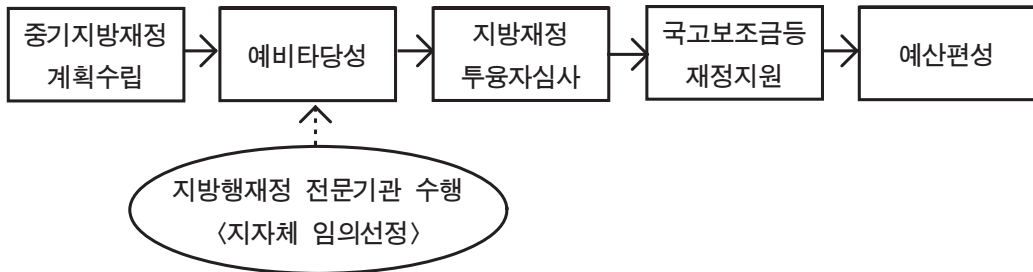 중기지방재정
계획수립
예비타당성
지방재정
투융자심사
국고보조금등
재정지원
예산편성
지방행재정 전문기관 수행
〈지자체 임의선정〉